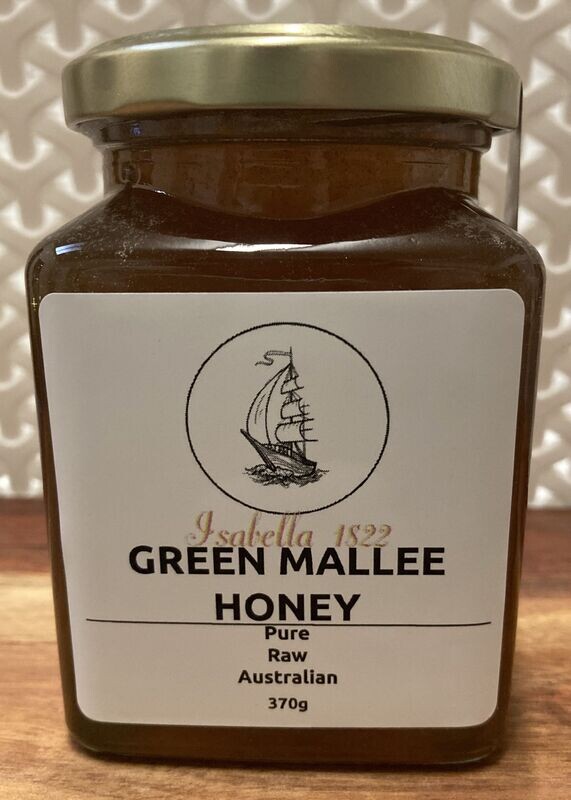 Isabella 1822
GREEN MALLEE
HONEY
Pure
Raw
Australian
370g